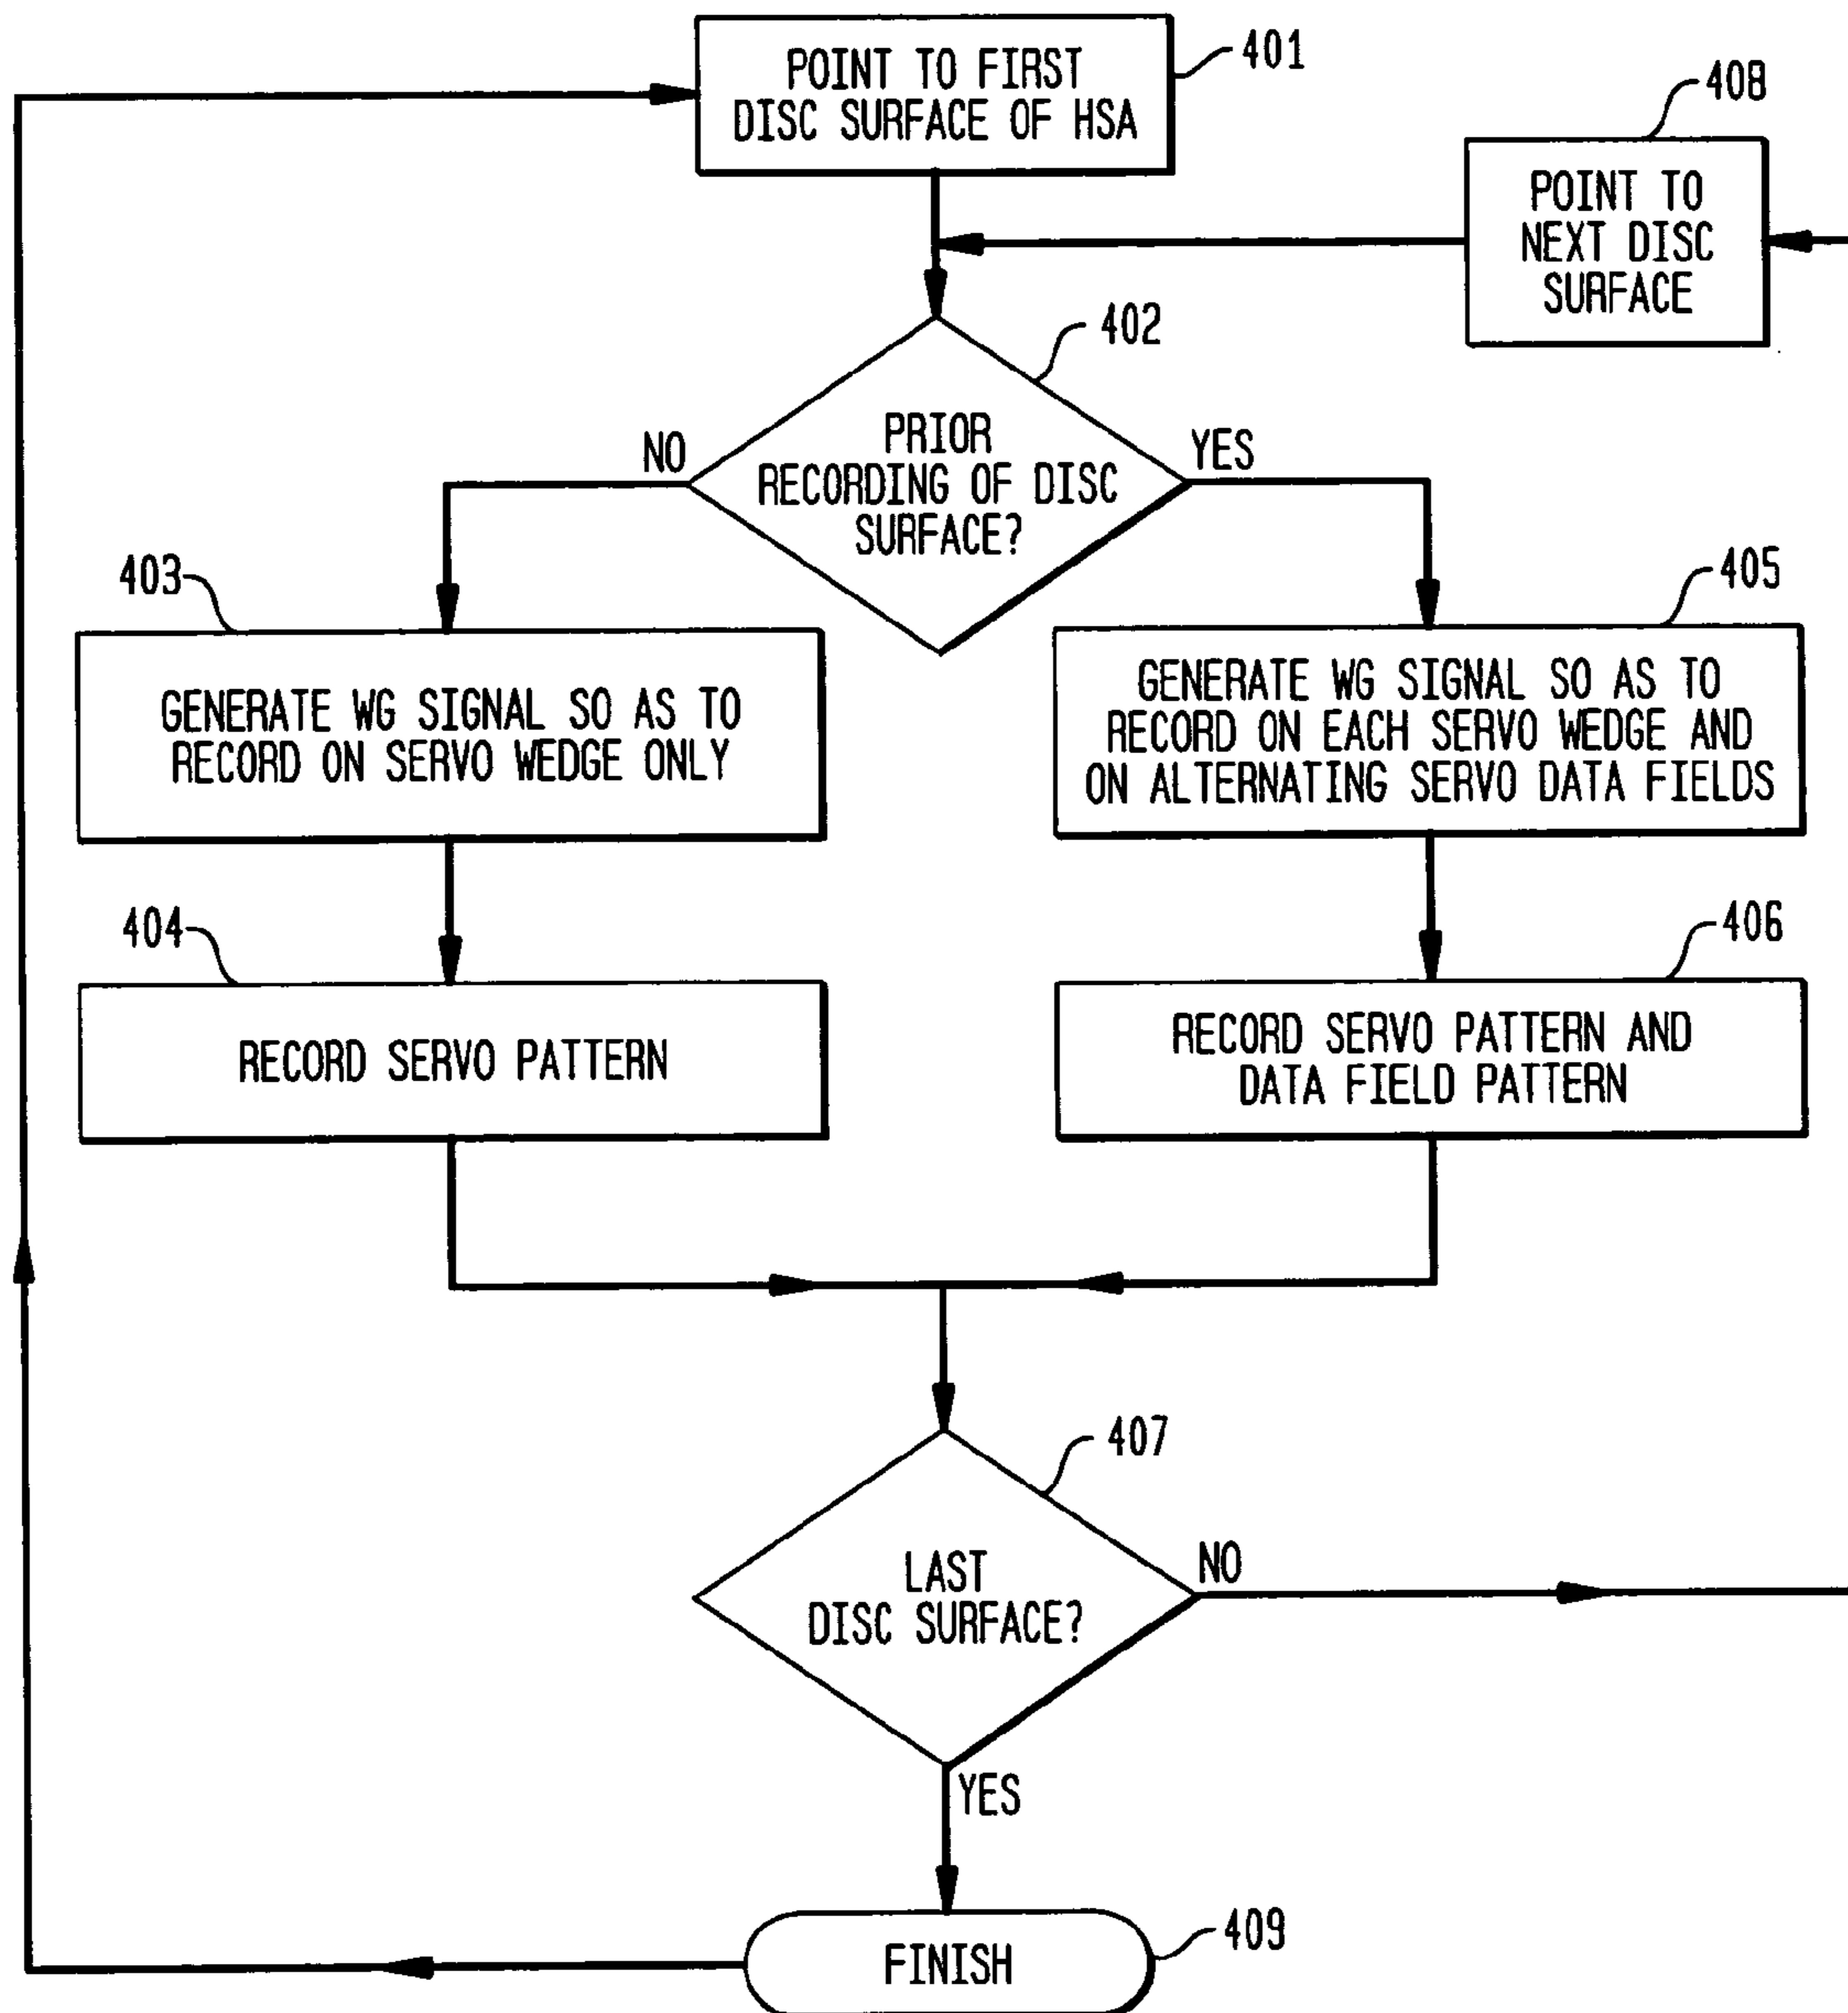 POINT TO FIRST
DISC SURFACE OF HSA
401
408
POINT TO
NEXT DISC
SURFACE
402
PRIOR
RECORDING OF DISC
SURFACE?
NO
YES
403
GENERATE WG SIGNAL SO AS TO
RECORD ON SERVO WEDGE ONLY
405
GENERATE WG SIGNAL SO AS TO
RECORD ON EACH SERVO WEDGE AND
ON ALTERNATING SERVO DATA FIELDS
404
RECORD SERVO PATTERN
406
RECORD SERVO PATTERN AND
DATA FIELD PATTERN
407
LAST
DISC SURFACE?
NO
YES
FINISH
409